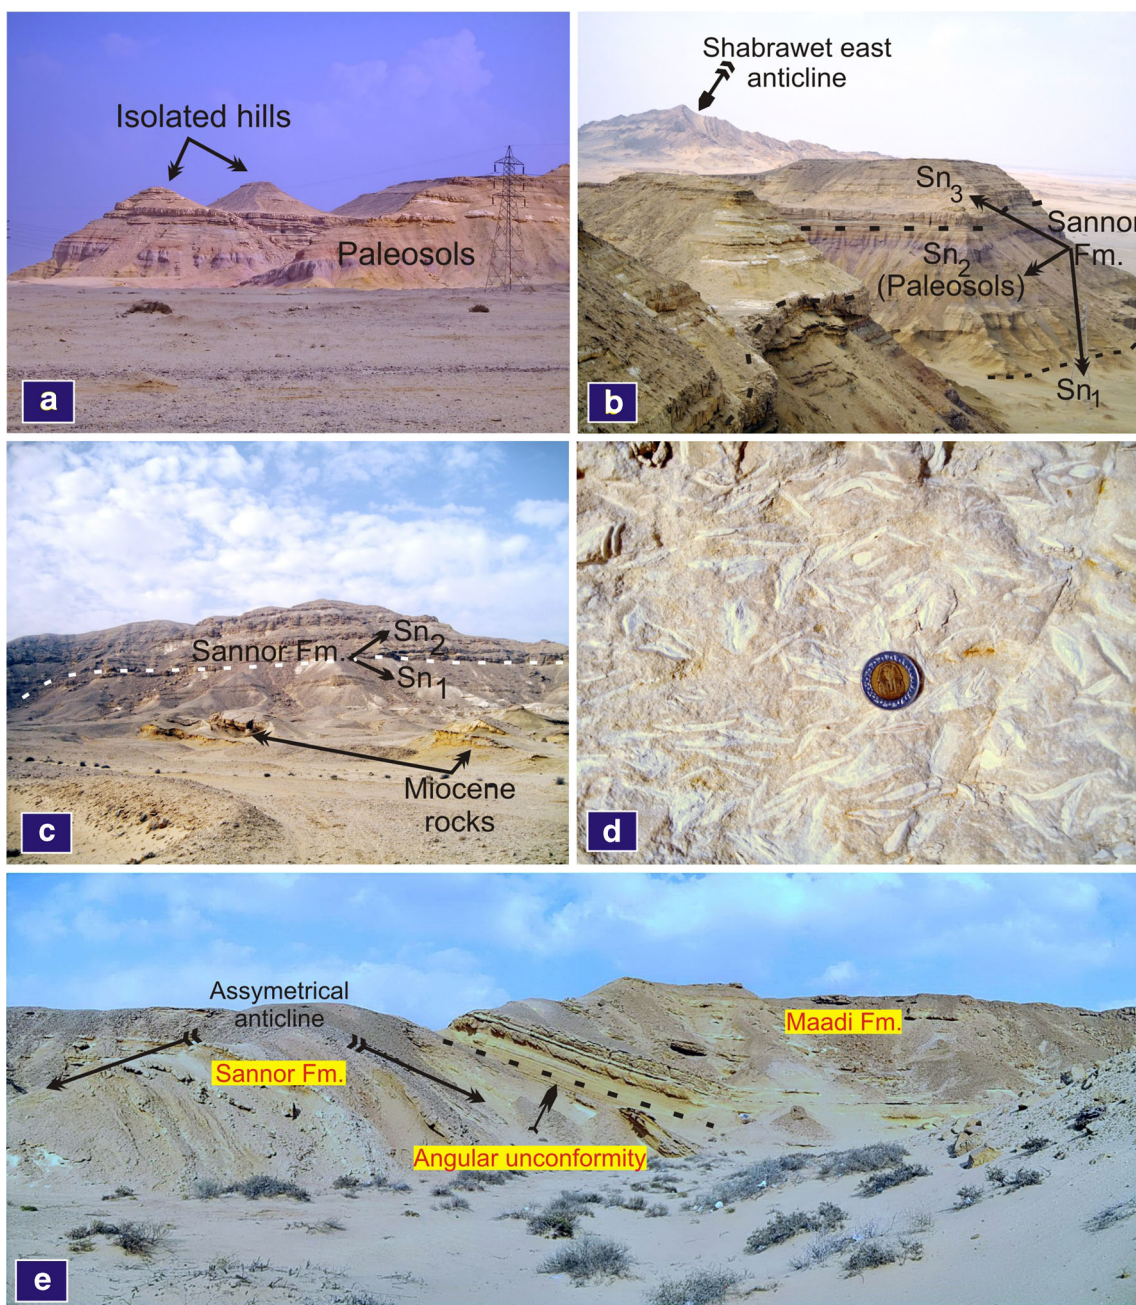 Isolated hills
Paleosols
a
Shabrawet east
anticline
Sn3
Sannor
Fm.
Sn2
(Paleosols)
Sn1
b
Sannor Fm.
Sn2
Sn1
Miocene
rocks
c
d
Assymetrical
anticline
Sannor Fm.
Maadi Fm.
Angular unconformity
e